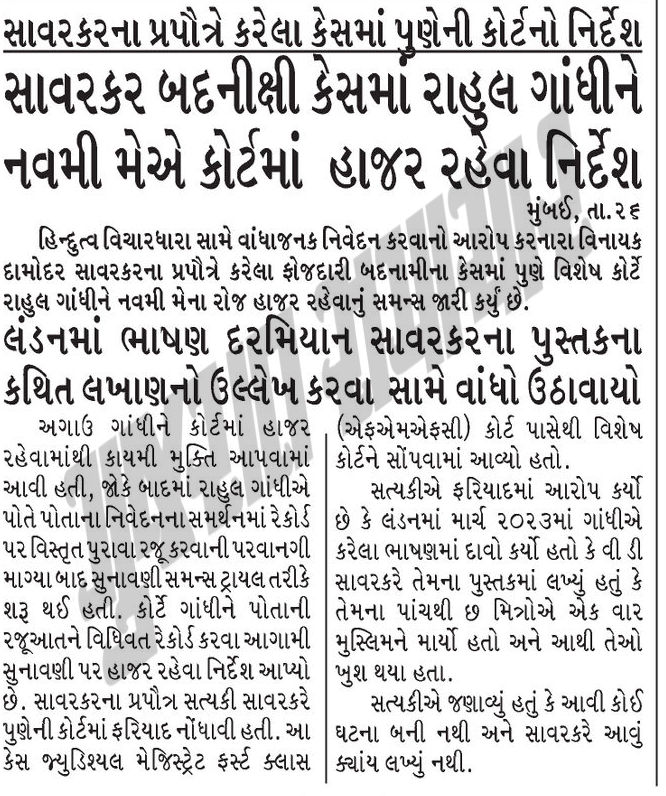 સાવરકરના પ્રપૌત્રે કરેલા કેસમાં પુણેની કોર્ટનો નિર્દેશ
સાવરકર બદનીક્ષી કેસમાં રાહુલ ગાંધીને
નવમી મેએ કોર્ટમાં હાજર રહેવા નિર્દેશ
મુંબઈ, તા.૨૬
હિન્દુત્વ વિચારધારા સામે વાંધાજનક નિવેદન કરવાનો આરોપ કરનારા વિનાયક
દામોદર સાવરકરના પ્રપૌત્રે કરેલા ફોજદારી બદનામીના કેસમાં પુણે વિશેષ કોર્ટે
રાહુલ ગાંધીને નવમી મેના રોજ હાજર રહેવાનું સમન્સ જારી કર્યું છે.
લંડનમાં ભાષણ દરમિયાન સાવરકરના પુસ્તકના
કથિત લખાણનો ઉલ્લેખ કરવા સામે વાંધો ઉઠાવાયો
અગાઉ ગાંધીને કોર્ટમાં હાજર
રહેવામાંથી કાયમી મુક્તિ આપવામાં
આવી હતી, જોકે બાદમાં રાહુલ ગાંધીએ
પોતે પોતાના નિવેદનના સમર્થનમાં રેકોર્ડ
પર વિસ્તૃત પુરાવા રજૂ કરવાની પરવાનગી
માગ્યા બાદ સુનાવણી સમન્સ ટ્રાયલ તરીકે
શરૂ થઈ હતી. કોર્ટે ગાંધીને પોતાની
રજૂઆતને વિધિવત રેકોર્ડ કરવા આગામી
સુનાવણી પર હાજર રહેવા નિર્દેશ આપ્યો
છે. સાવરકરના પ્રપૌત્ર સત્યકી સાવરકરે
પુણેની કોર્ટમાં ફરિયાદ નોંધાવી હતી. આ
કેસ જ્યુડિશ્યલ મેજિસ્ટ્રેટ ફર્સ્ટ ક્લાસ
(એફએમએફસી) કોર્ટ પાસેથી વિશેષ
કોર્ટને સોંપવામાં આવ્યો હતો.
સત્યકીએ ફરિયાદમાં આરોપ કર્યો
છે કે લંડનમાં માર્ચ ૨૦૨૩માં ગાંધીએ
કરેલા ભાષણમાં દાવો કર્યો હતો કે વી ડી
સાવરકરે તેમના પુસ્તકમાં લખ્યું હતું કે
તેમના પાંચથી છ મિત્રોએ એક વાર
મુસ્લિમને માર્યો હતો અને આથી તેઓ
ખુશ થયા હતા.
સત્યકીએ જણાવ્યું હતું કે આવી કોઈ
ઘટના બની નથી અને સાવરકરે આવું
ક્યાંય લખ્યું નથી.
ગુજરાત સમાચાર